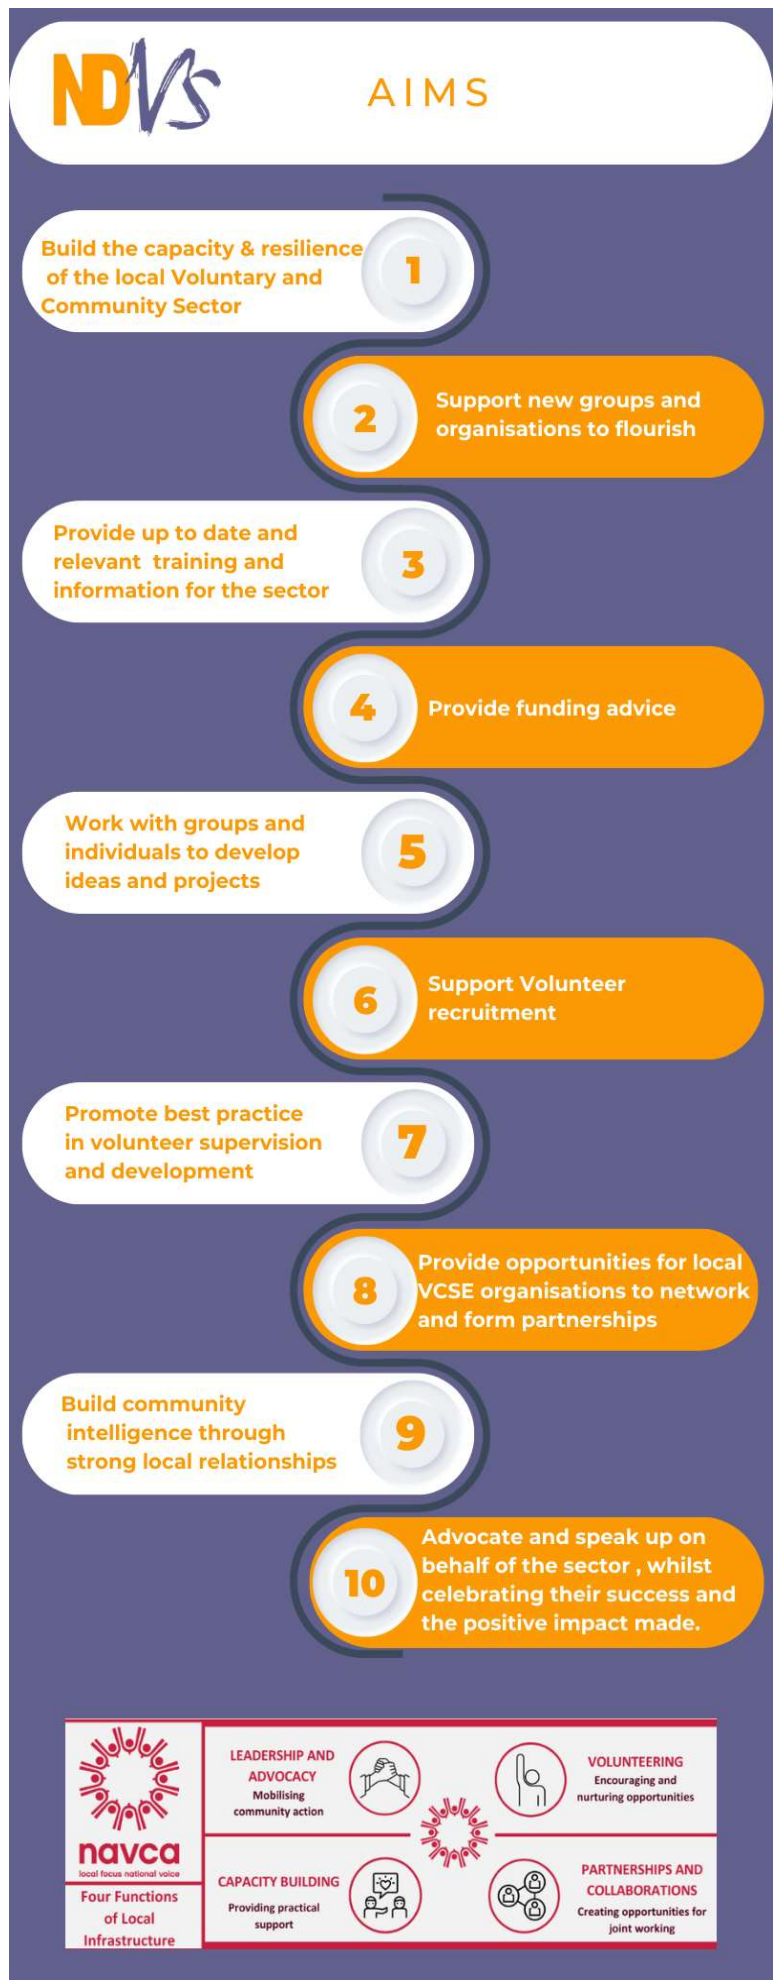 NDVS
AIMS
Build the capacity & resilience
of the local Voluntary and
Community Sector
1
2
Support new groups and
organisations to flourish
Provide up to date and
relevant training and
information for the sector
3
4
Provide funding advice
Work with groups and
individuals to develop
ideas and projects
5
6
Support Volunteer
recruitment
Promote best practice
in volunteer supervision
and development
7
8
Provide opportunities for local
VCSE organisations to network
and form partnerships
Build community
intelligence through
strong local relationships
9
10
Advocate and speak up on
behalf of the sector , whilst
celebrating their success and
the positive impact made.
navca
local focus national voice
Four Functions
of Local
Infrastructure
LEADERSHIP AND
ADVOCACY
Mobilising
community action
VOLUNTEERING
Encouraging and
nurturing opportunities
CAPACITY BUILDING
Providing practical
support
PARTNERSHIPS AND
COLLABORATIONS
Creating opportunities for
joint working